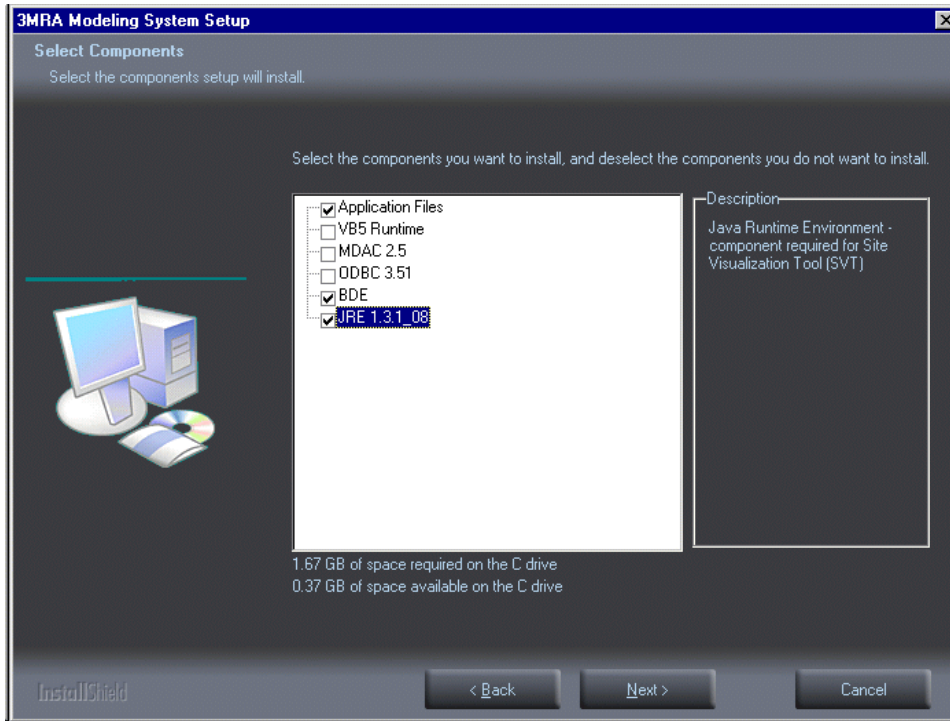 3MRA Modeling System Setup
Select Components
Select the components setup will install.
Select the components you want to install, and deselect the components you do not want to install.
Application Files
VB5 Runtime
MDAC 2.5
ODBC 3.51
BDE
JRE 1.3.1_08
Description
Java Runtime Environment -
component required for Site
Visualization Tool (SVT)
1.67 GB of space required on the C drive
0.37 GB of space available on the C drive
InstallShield
< Back
Next >
Cancel